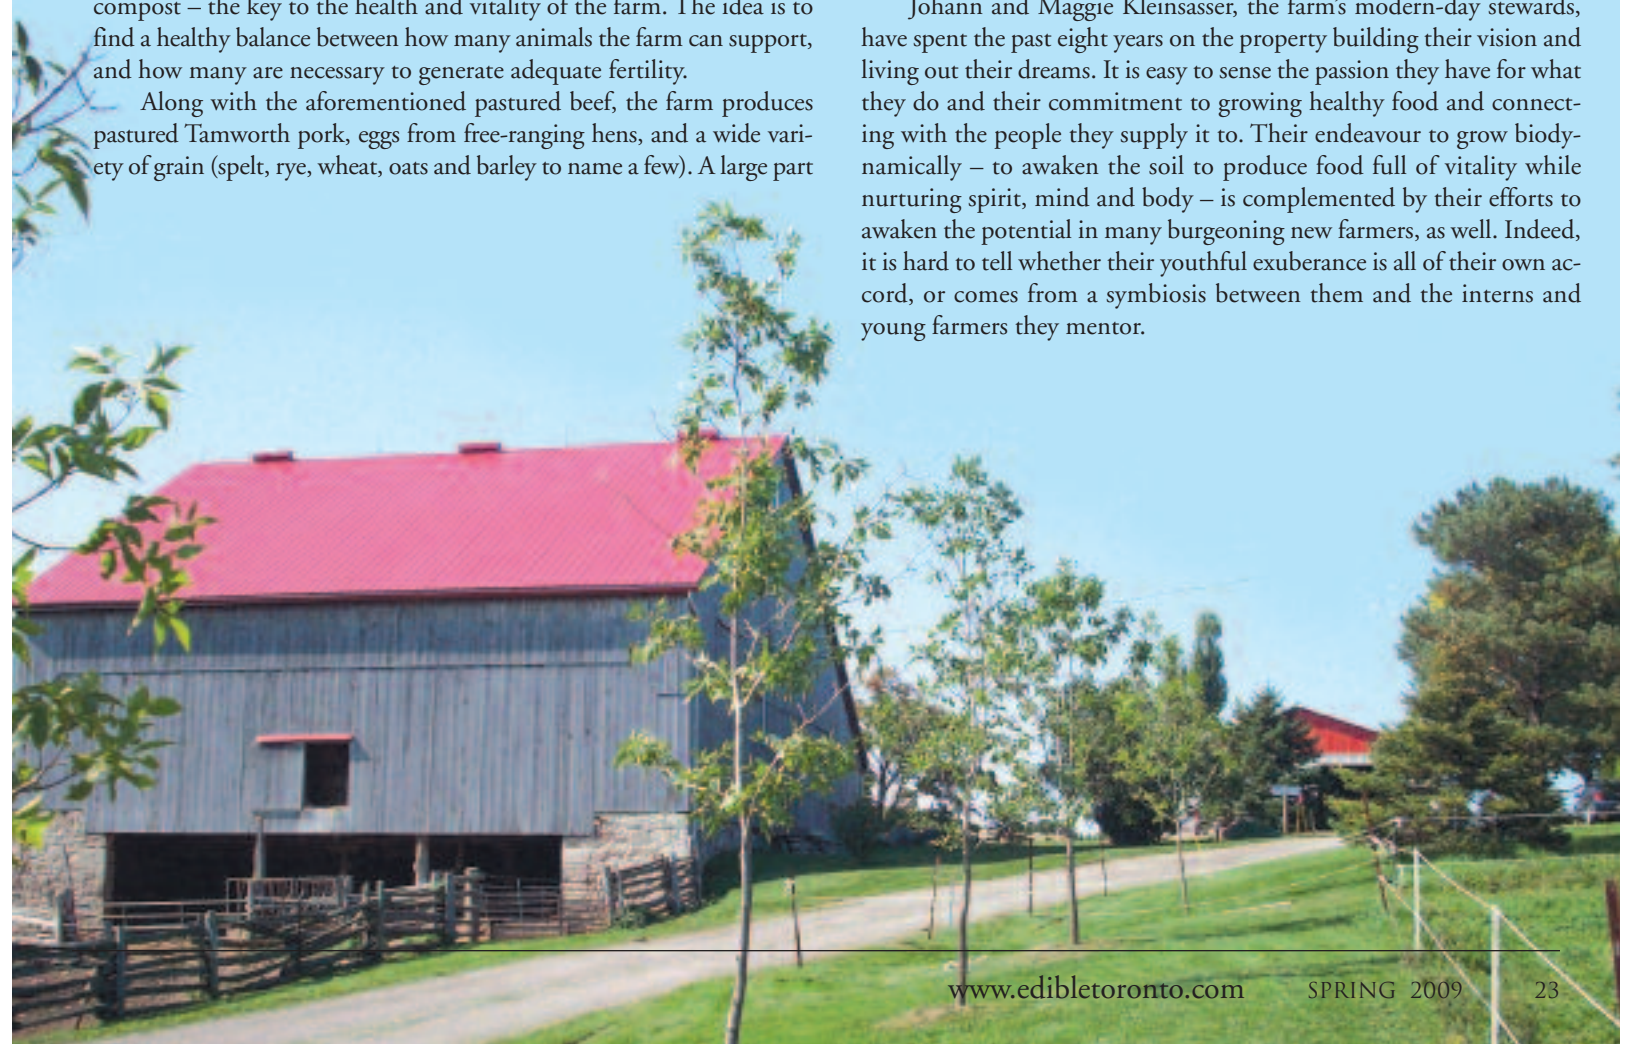 compost – the key to the health and vitality of the farm. The idea is to
find a healthy balance between how many animals the farm can support,
and how many are necessary to generate adequate fertility.
Along with the aforementioned pastured beef, the farm produces
pastured Tamworth pork, eggs from free-ranging hens, and a wide vari-
ety of grain (spelt, rye, wheat, oats and barley to name a few). A large part
Johann and Maggie Kleinsasser, the farm's modern-day stewards,
have spent the past eight years on the property building their vision and
living out their dreams. It is easy to sense the passion they have for what
they do and their commitment to growing healthy food and connect-
ing with the people they supply it to. Their endeavour to grow biody-
namically – to awaken the soil to produce food full of vitality while
nurturing spirit, mind and body – is complemented by their efforts to
awaken the potential in many burgeoning new farmers, as well. Indeed,
it is hard to tell whether their youthful exuberance is all of their own ac-
cord, or comes from a symbiosis between them and the interns and
young farmers they mentor.
www.edibletoronto.com SPRING 2009 23